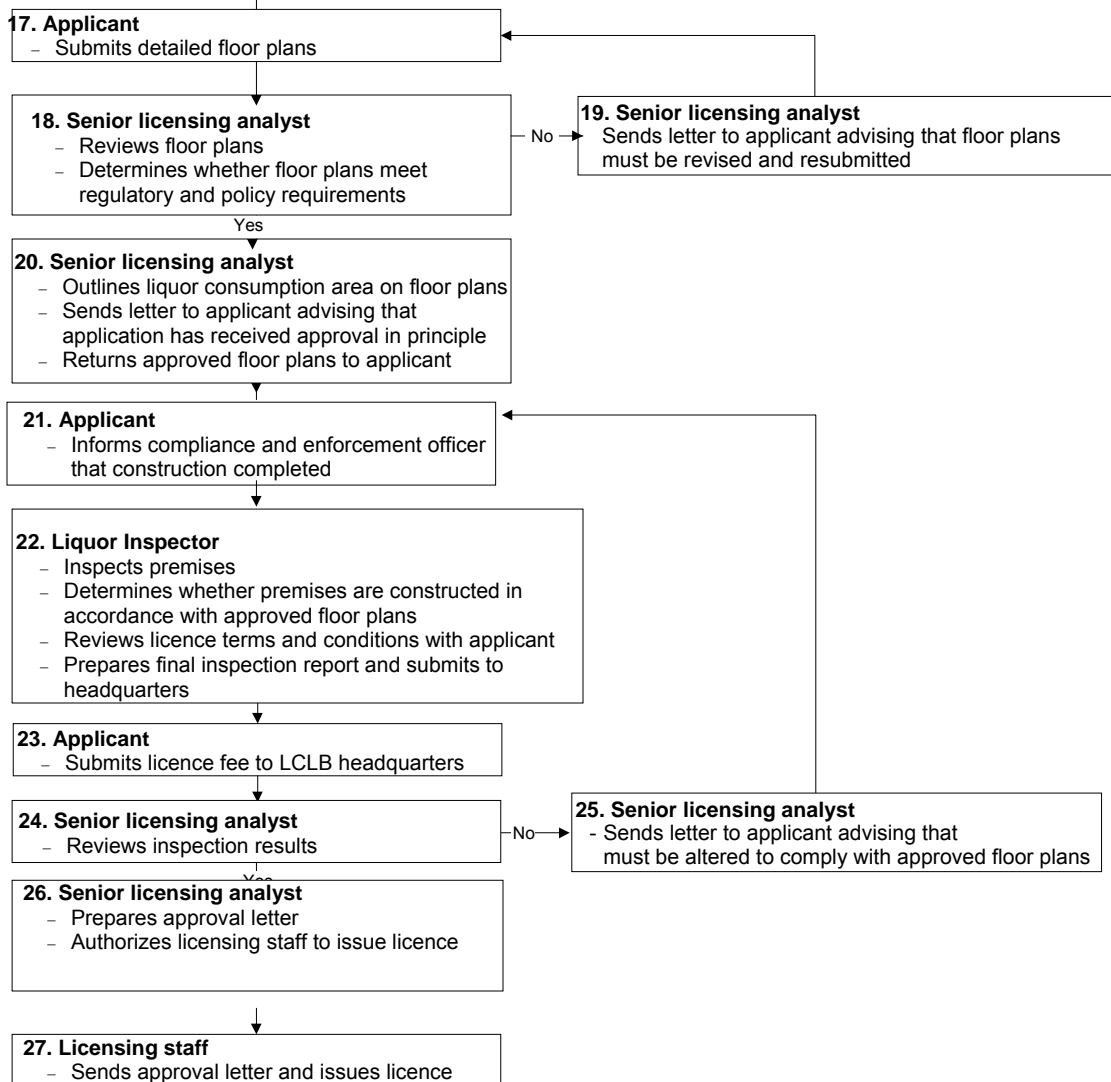 17. Applicant
– Submits detailed floor plans
18. Senior licensing analyst
– Reviews floor plans
– Determines whether floor plans meet
regulatory and policy requirements
No
19. Senior licensing analyst
Sends letter to applicant advising that floor plans
must be revised and resubmitted
Yes
20. Senior licensing analyst
– Outlines liquor consumption area on floor plans
– Sends letter to applicant advising that
application has received approval in principle
– Returns approved floor plans to applicant
21. Applicant
– Informs compliance and enforcement officer
that construction completed
22. Liquor Inspector
– Inspects premises
– Determines whether premises are constructed in
accordance with approved floor plans
– Reviews licence terms and conditions with applicant
– Prepares final inspection report and submits to
headquarters
23. Applicant
– Submits licence fee to LCLB headquarters
24. Senior licensing analyst
– Reviews inspection results
No
25. Senior licensing analyst
- Sends letter to applicant advising that
must be altered to comply with approved floor plans
Yes
26. Senior licensing analyst
– Prepares approval letter
– Authorizes licensing staff to issue licence
27. Licensing staff
– Sends approval letter and issues licence